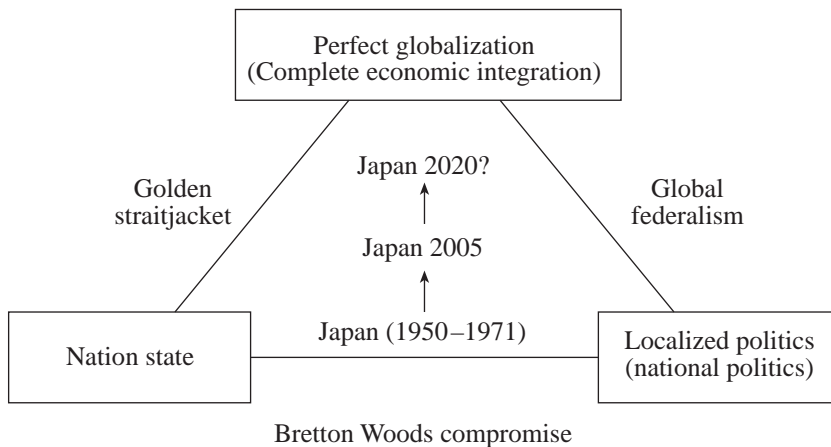 Perfect globalization
(Complete economic integration)
Japan 2020?
Golden
straitjacket
Global
federalism
Japan 2005
Japan (1950–1971)
Nation state
Localized politics
(national politics)
Bretton Woods compromise